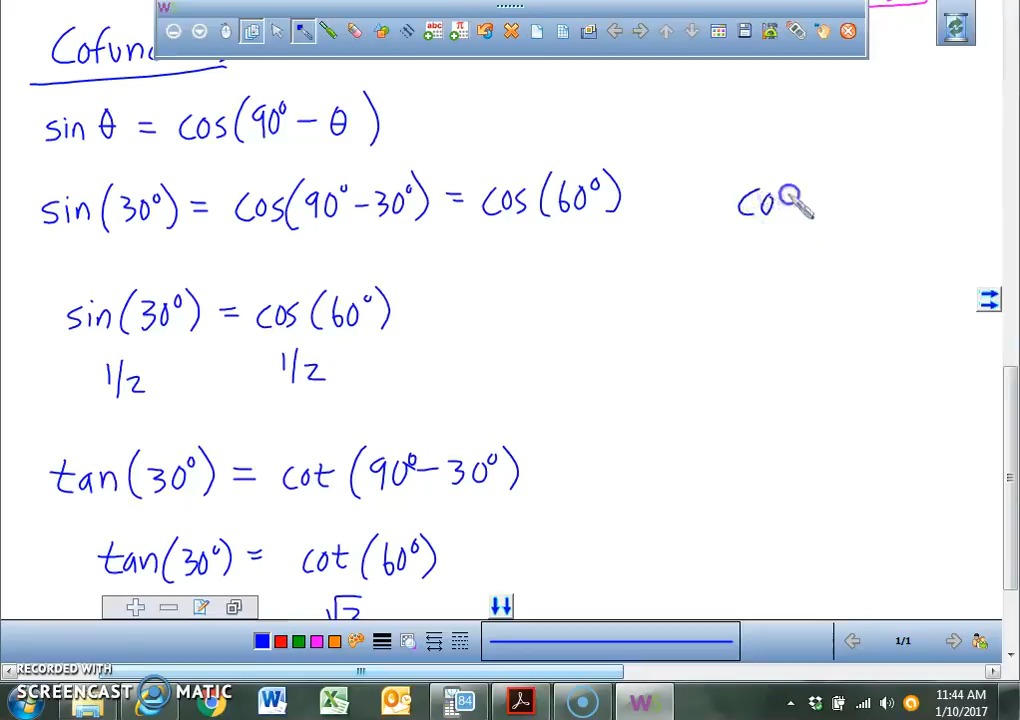 Cofun
sin θ = cos(90° − θ)
sin(30°) = cos(90° − 30°) = cos(60°)
co
sin(30°) = cos(60°)
1/2 1/2
tan(30°) = cot(90° − 30°)
tan(30°) = cot(60°)
1/1
RECORDED WITH
SCREENCAST MATIC
84
11:44 AM
1/10/2017